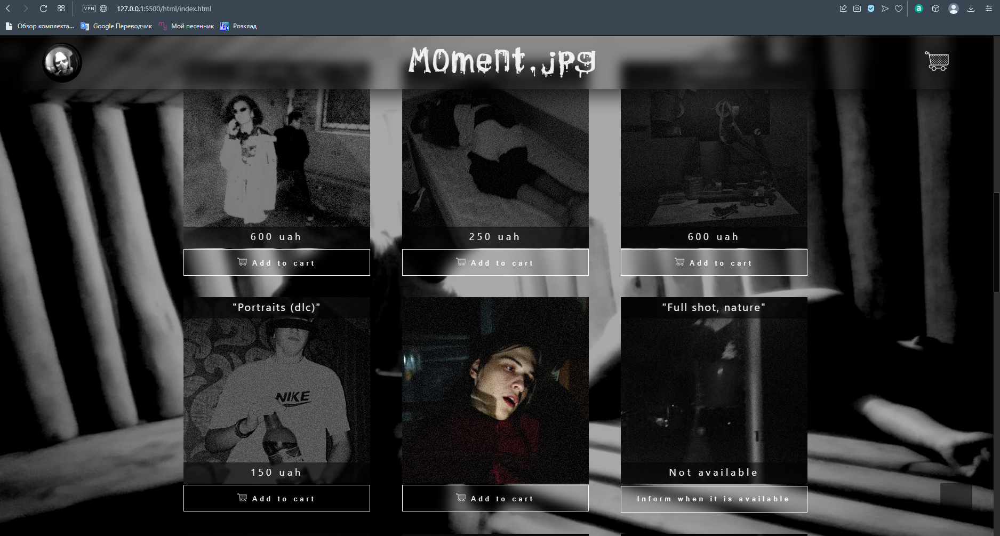 VPN
127.0.0.1:5500/html/index.html
a
Обзор комплекта...
Google Переводчик
Мой песенник
Розклад
Moment.jpg
600 uah
250 uah
600 uah
Add to cart
Add to cart
Add to cart
"Portraits (dlc)"
"Full shot, nature"
NIKE
150 uah
Not available
Add to cart
Add to cart
Inform when it is available